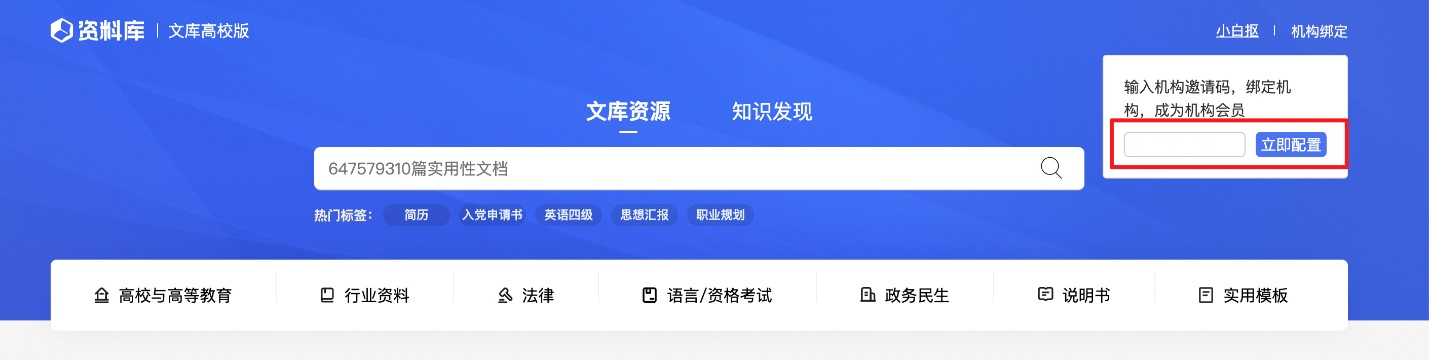 资料库 | 文库高校版
小白报 | 机构绑定
输入机构邀请码，绑定机
构，成为机构会员
立即配置
文库资源 知识发现
647579310篇实用性文档
热门标签： 简历 入党申请书 英语四级 思想汇报 职业规划
高校与高等教育 行业资料 法律 语言/资格考试 政务民生 说明书 实用模板